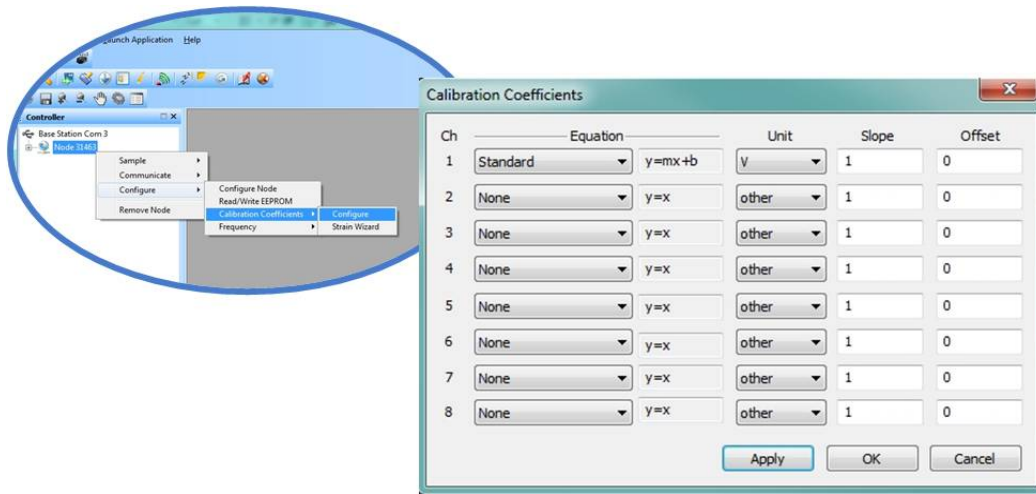 Launch Application Help
Controller
Base Station Com 3
Node 31463
Sample
Communicate
Configure
Remove Node
Configure Node
Read/Write EEPROM
Calibration Coefficients
Frequency
Configure
Strain Wizard
Calibration Coefficients
Ch Equation Unit Slope Offset
1 Standard y=mx+b V 1 0
2 None y=x other 1 0
3 None y=x other 1 0
4 None y=x other 1 0
5 None y=x other 1 0
6 None y=x other 1 0
7 None y=x other 1 0
8 None y=x other 1 0
Apply OK Cancel